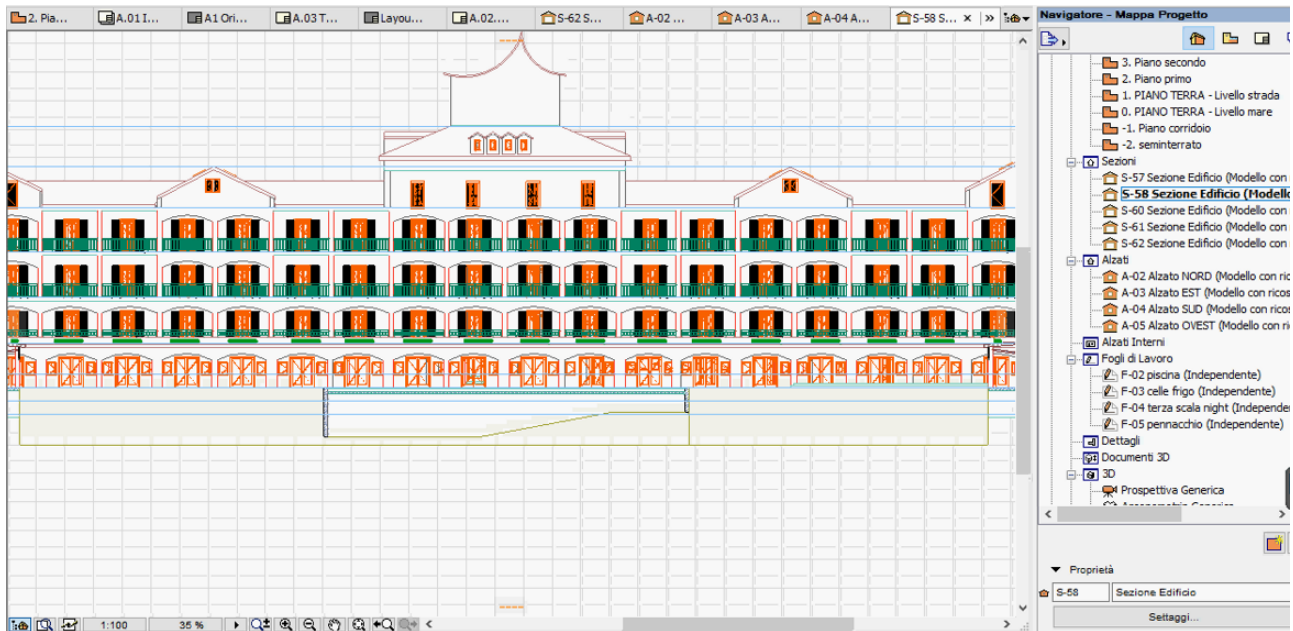 2. Pia...
A.01 I...
A1 Ori...
A.03 T...
Layou...
A.02....
S-62 S...
A-02 ...
A-03 A...
A-04 A...
S-58 S...
Navigatore - Mappa Progetto
3. Piano secondo
2. Piano primo
1. PIANO TERRA - Livello strada
0. PIANO TERRA - Livello mare
-1. Piano corridoio
-2. seminterrato
Sezioni
S-57 Sezione Edificio (Modello con
S-58 Sezione Edificio (Modello
S-60 Sezione Edificio (Modello con
S-61 Sezione Edificio (Modello con
S-62 Sezione Edificio (Modello con
Alzati
A-02 Alzato NORD (Modello con ric
A-03 Alzato EST (Modello con ricos
A-04 Alzato SUD (Modello con ricos
A-05 Alzato OVEST (Modello con ri
Alzati Interni
Fogli di Lavoro
F-02 piscina (Independente)
F-03 celle frigo (Independente)
F-04 terza scala night (Independe
F-05 pennacchio (Independente)
Dettagli
Documenti 3D
3D
Prospettiva Generica
Proprietà
S-58
Sezione Edificio
Settaggi...
1:100
35 %